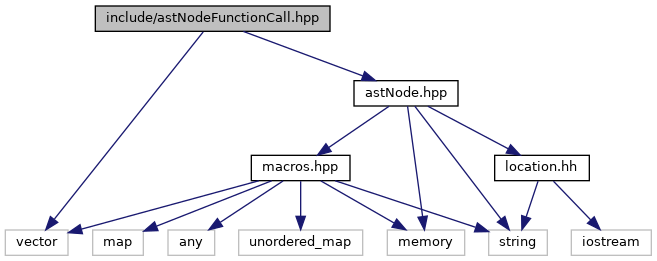 include/astNodeFunctionCall.hpp
astNode.hpp
macros.hpp
location.hh
vector
map
any
unordered_map
memory
string
iostream